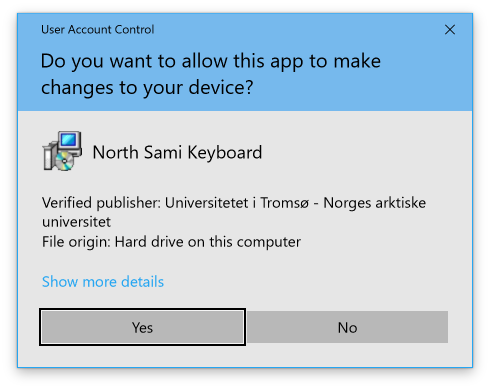 User Account Control
Do you want to allow this app to make
changes to your device?
North Sami Keyboard
Verified publisher: Universitetet i Tromsø - Norges arktiske
universitet
File origin: Hard drive on this computer
Show more details
Yes
No